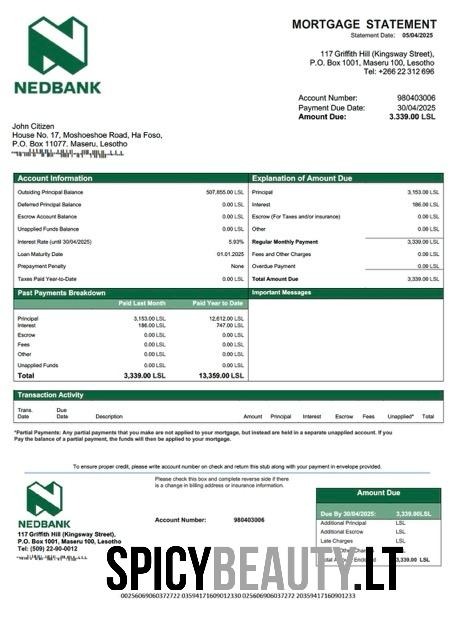 MORTGAGE STATEMENT
Statement Date: 05/04/2025
NEDBANK
117 Griffith Hill (Kingsway Street),
P.O. Box 1001, Maseru 100, Lesotho
Tel: +266 22 312 696
Account Number: 980403006
Payment Due Date: 30/04/2025
Amount Due: 3.339.00 LSL
John Citizen
House No. 17, Moshoeshoe Road, Ha Foso,
P.O. Box 11077. Maseru, Lesotho
Account Information
Outsiding Principal Balance 507,855.00 LSL
Deferred Principal Balance 0.00 LSL
Escrow Account Balance 0.00 LSL
Unapplied Funds Balance 0.00 LSL
Interest Rate (until 30/04/2025) 5.93%
Loan Maturity Date 01.01.2025
Prepayment Penalty None
Taxes Paid Year-to-Date 0.00 LSL
Explanation of Amount Due
Principal 3,153.00 LSL
Interest 186.00 LSL
Escrow (For Taxes and/or insurance) 0.00 LSL
Other 0.00 LSL
Regular Monthly Payment 3,339.00 LSL
Fees and Other Charges 0.00 LSL
Overdue Payment 0.00 LSL
Total Amount Due 3,339.00 LSL
Past Payments Breakdown
Paid Last Month Paid Year to Date
Principal 3,153.00 LSL 12,612.00 LSL
Interest 186.00 LSL 747.00 LSL
Escrow 0.00 LSL 0.00 LSL
Fees 0.00 LSL 0.00 LSL
Other 0.00 LSL 0.00 LSL
Unapplied Funds 0.00 LSL 0.00 LSL
Total 3,339.00 LSL 13,359.00 LSL
Important Messages
Transaction Activity
Trans. Date Due Date Description Amount Principal Interest Escrow Fees Unapplied* Total
*Partial Payments: Any partial payments that you make are not applied to your mortgage, but instead are held in a separate unapplied account. If you
Pay the balance of a partial payment, the funds will then be applied to your mortgage.
To ensure proper credit, please write account number on check and return this stub along with your payment in envelope provided.
Please check this box and complete reverse side if there
is a change in billing address or insurance information.
NEDBANK
117 Griffith Hill (Kingsway Street),
P.O. Box 1001, Maseru 100, Lesotho
Tel: (509) 22-90-0012
Account Number: 980403006
Amount Due
Due By 30/04/2025: 3,339.00LSL
Additional Principal LSL
Additional Escrow LSL
Late Charges LSL
LSL
Enclosed 3,339.00 LSL
SPICYBEAUTY.LT